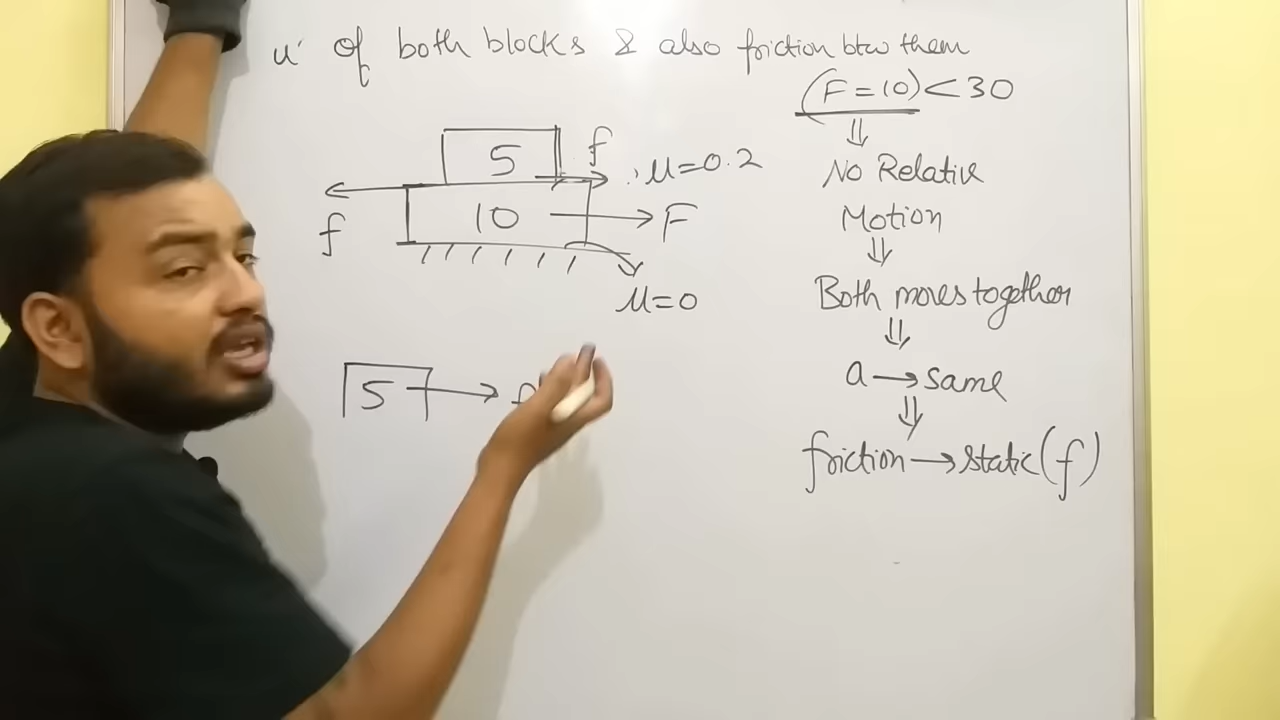 u' of both blocks & also friction btw them
(F = 10) < 30
⇓
No Relative
Motion
⇓
Both moves together
⇓
a → same
⇓
friction → static (f)
5 f μ = 0.2
f 10 F
μ = 0
5